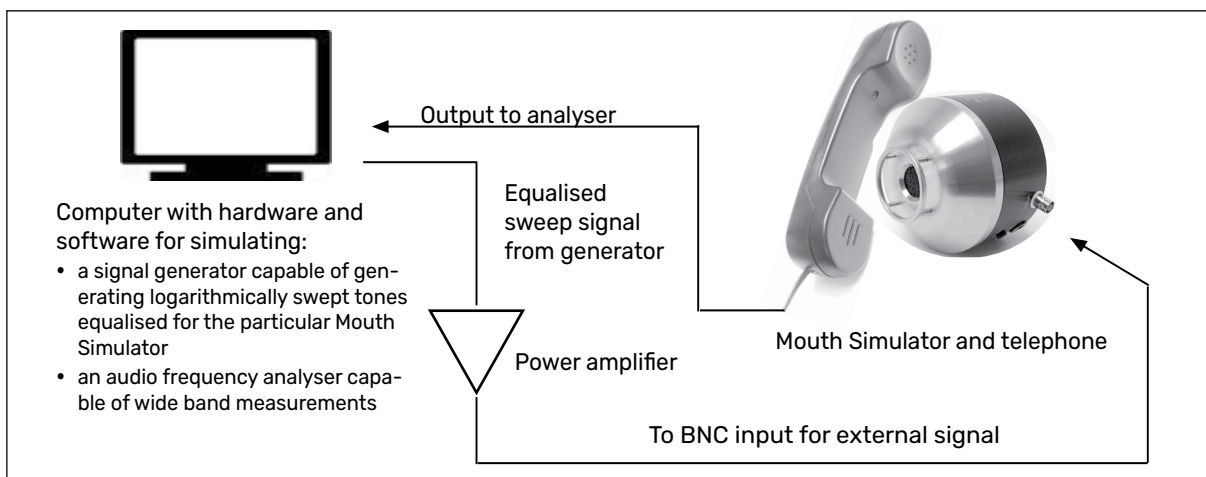 Output to analyser
Equalised
sweep signal
from generator
Computer with hardware and
software for simulating:
• a signal generator capable of gen-
erating logarithmically swept tones
equalised for the particular Mouth
Simulator
• an audio frequency analyser capa-
ble of wide band measurements
Power amplifier
Mouth Simulator and telephone
To BNC input for external signal